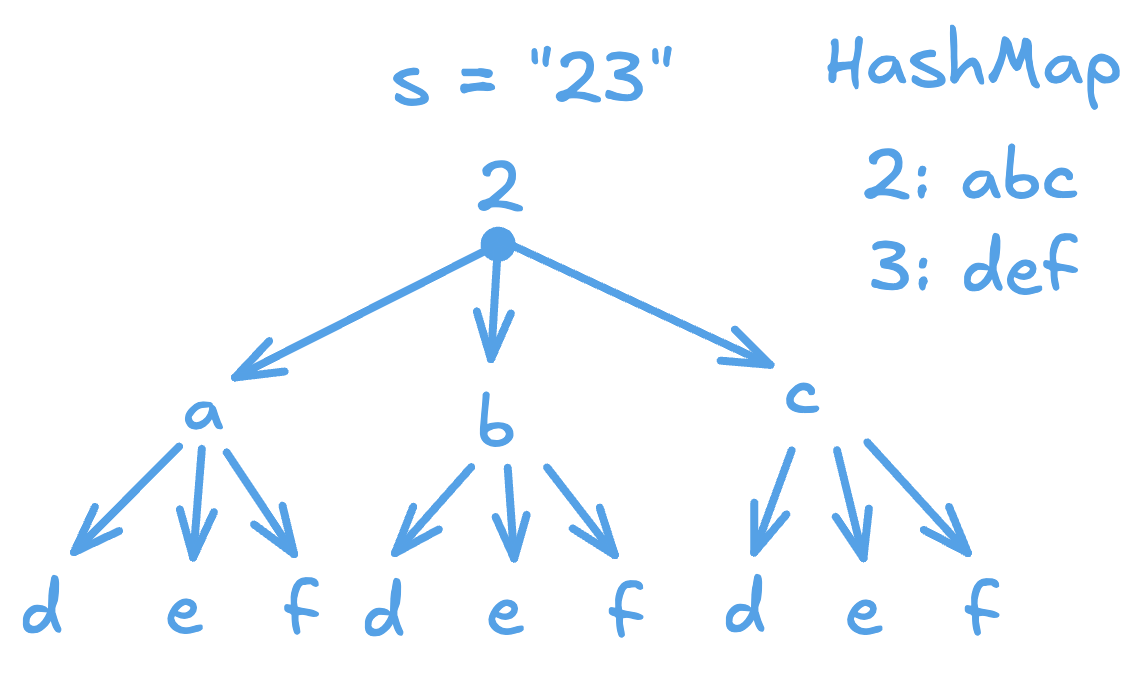 s = "23"
HashMap
2: abc
3: def
2
a b c
d e f d e f d e f